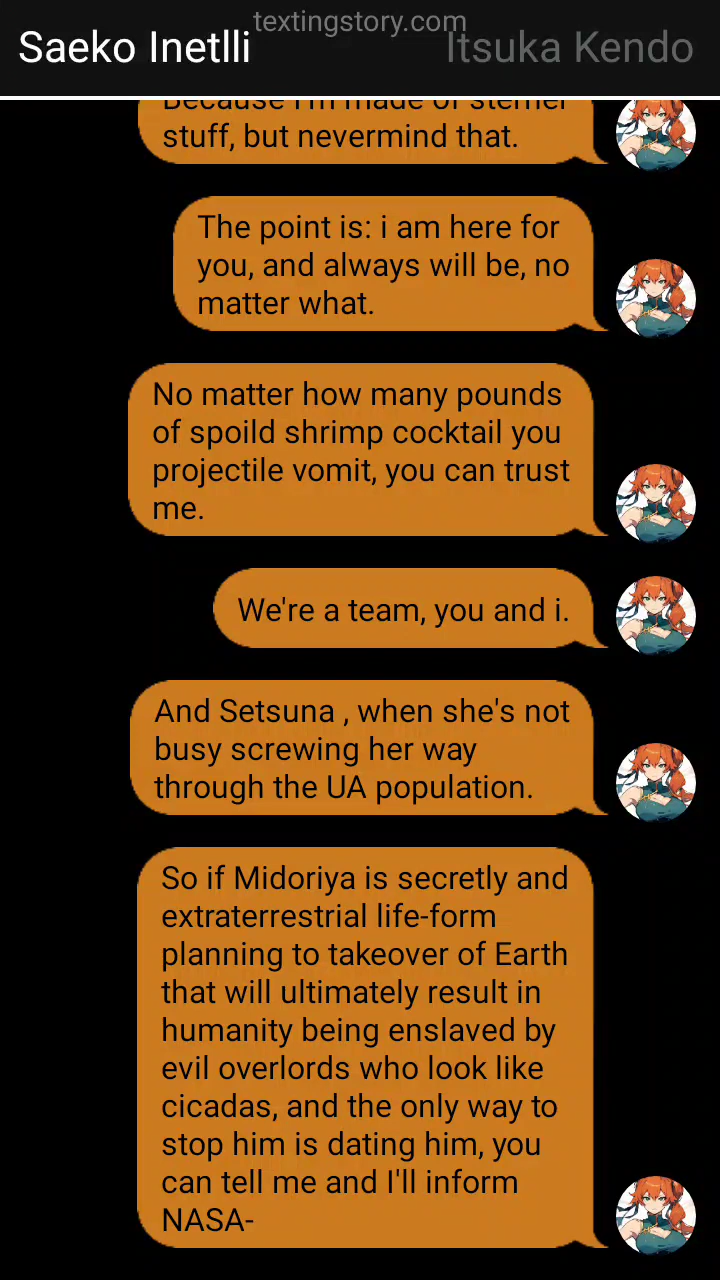 textingstory.com
Saeko Inetlli
Itsuka Kendo
Because I'm made of sterner
stuff, but nevermind that.
The point is: i am here for
you, and always will be, no
matter what.
No matter how many pounds
of spoild shrimp cocktail you
projectile vomit, you can trust
me.
We're a team, you and i.
And Setsuna , when she's not
busy screwing her way
through the UA population.
So if Midoriya is secretly and
extraterrestrial life-form
planning to takeover of Earth
that will ultimately result in
humanity being enslaved by
evil overlords who look like
cicadas, and the only way to
stop him is dating him, you
can tell me and I'll inform
NASA-